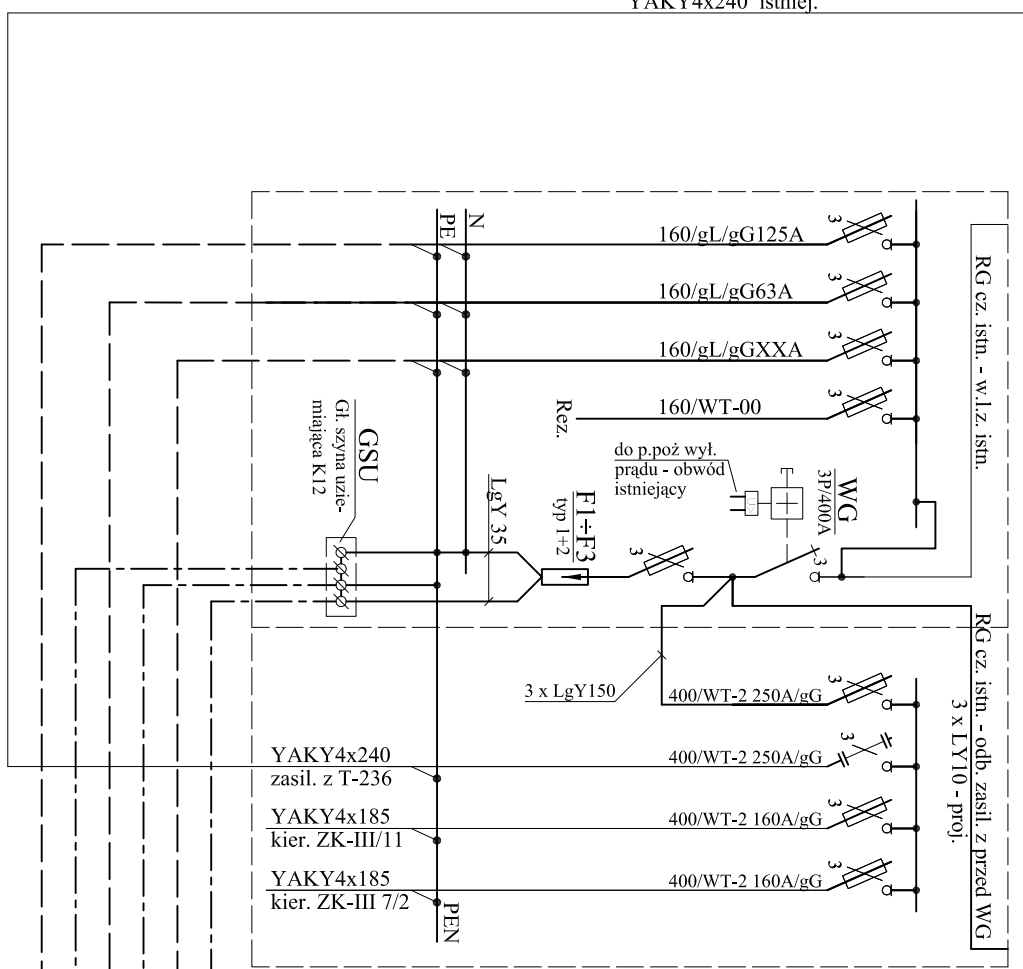 YAKY4x240 istniej.
PE
N
160/gL/gG125A
3
160/gL/gG63A
3
160/gL/gGXXA
3
160/WT-00
3
Rez.
RG cz. istn. - w.l.z. istn.
do p.poż wył.
prądu - obwód
istniejący
WG
3P/400A
3
GSU
Gł. szyna uzie-
miająca K12
LgY 35
F1÷F3
typ 1+2
3
3 x LgY150
RG cz. istn. - odb. zasil. z przed WG
3 x LY10 - proj.
400/WT-2 250A/gG
3
YAKY4x240
zasil. z T-236
400/WT-2 250A/gG
3
YAKY4x185
kier. ZK-III/11
400/WT-2 160A/gG
3
YAKY4x185
kier. ZK-III 7/2
400/WT-2 160A/gG
3
PEN